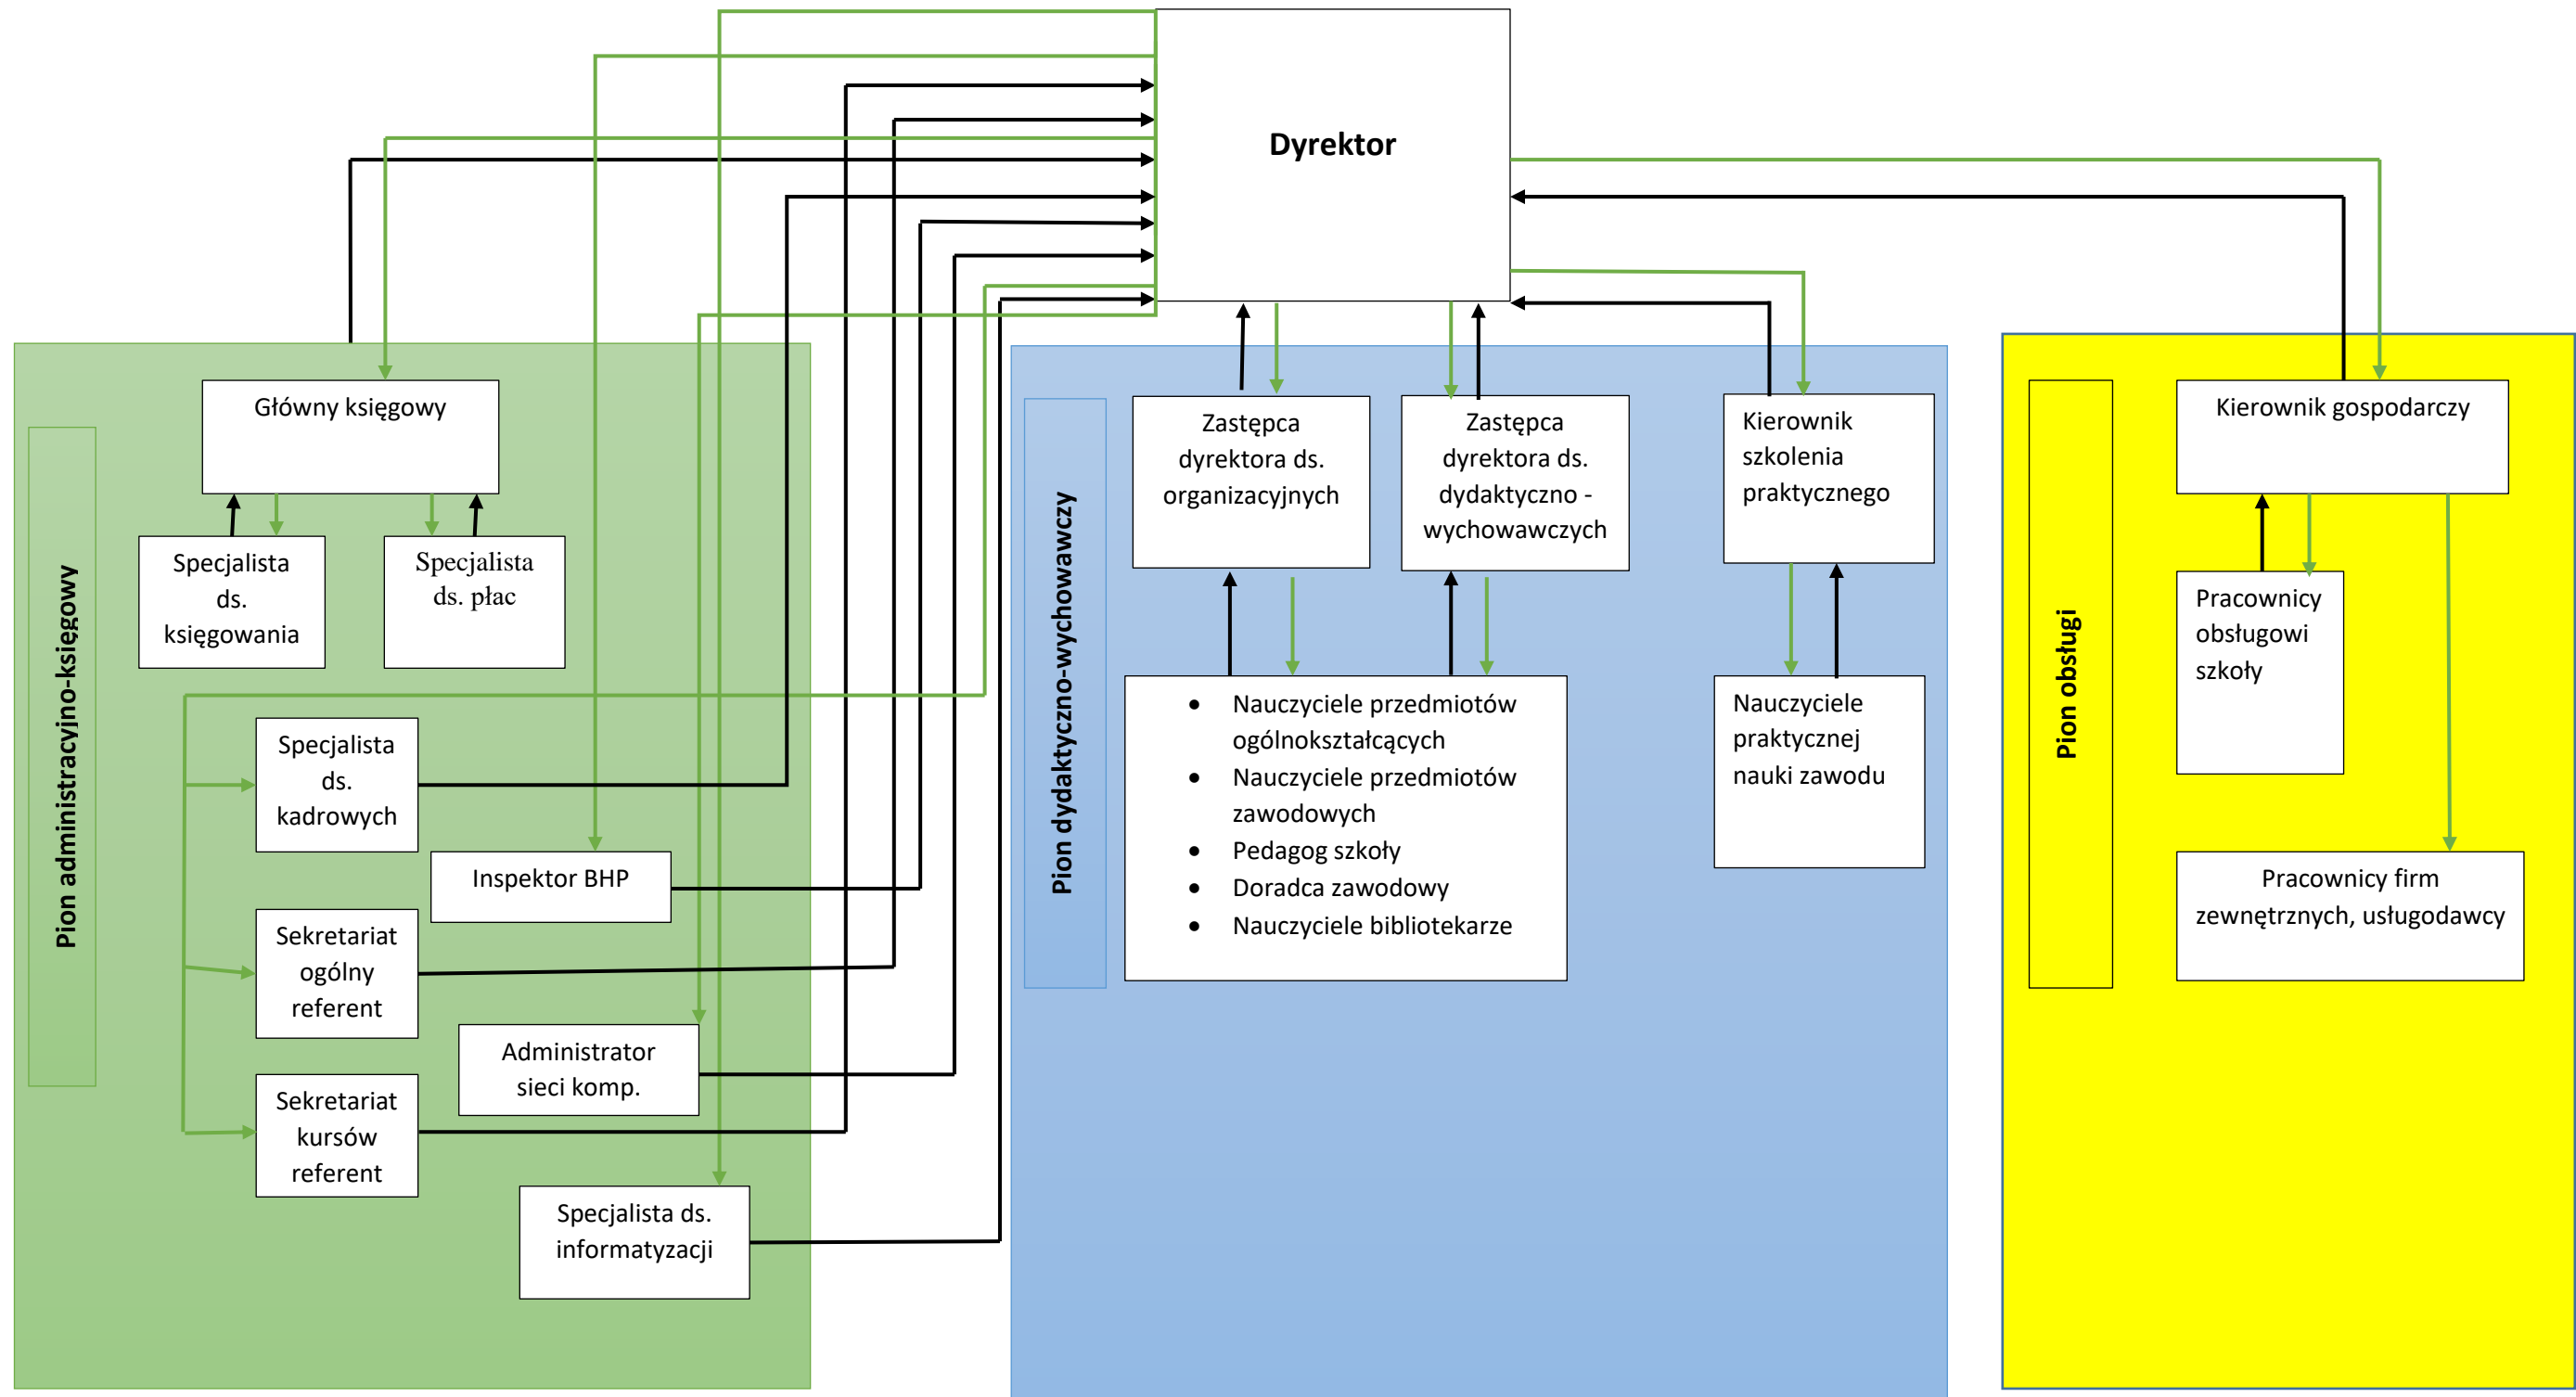 Dyrektor
Pion administracyjno-księgowy
Główny księgowy
Specjalista
ds.
księgowania
Specjalista
ds. płac
Specjalista
ds.
kadrowych
Inspektor BHP
Sekretariat
ogólny
referent
Administrator
sieci komp.
Sekretariat
kursów
referent
Specjalista ds.
informatyzacji
Pion dydaktyczno-wychowawczy
Zastępca
dyrektora ds.
organizacyjnych
Zastępca
dyrektora ds.
dydaktyczno -
wychowawczych
Kierownik
szkolenia
praktycznego
• Nauczyciele przedmiotów
ogólnokształcących
• Nauczyciele przedmiotów
zawodowych
• Pedagog szkoły
• Doradca zawodowy
• Nauczyciele bibliotekarze
Nauczyciele
praktycznej
nauki zawodu
Pion obsługi
Kierownik gospodarczy
Pracownicy
obsługowi
szkoły
Pracownicy firm
zewnętrznych, usługodawcy